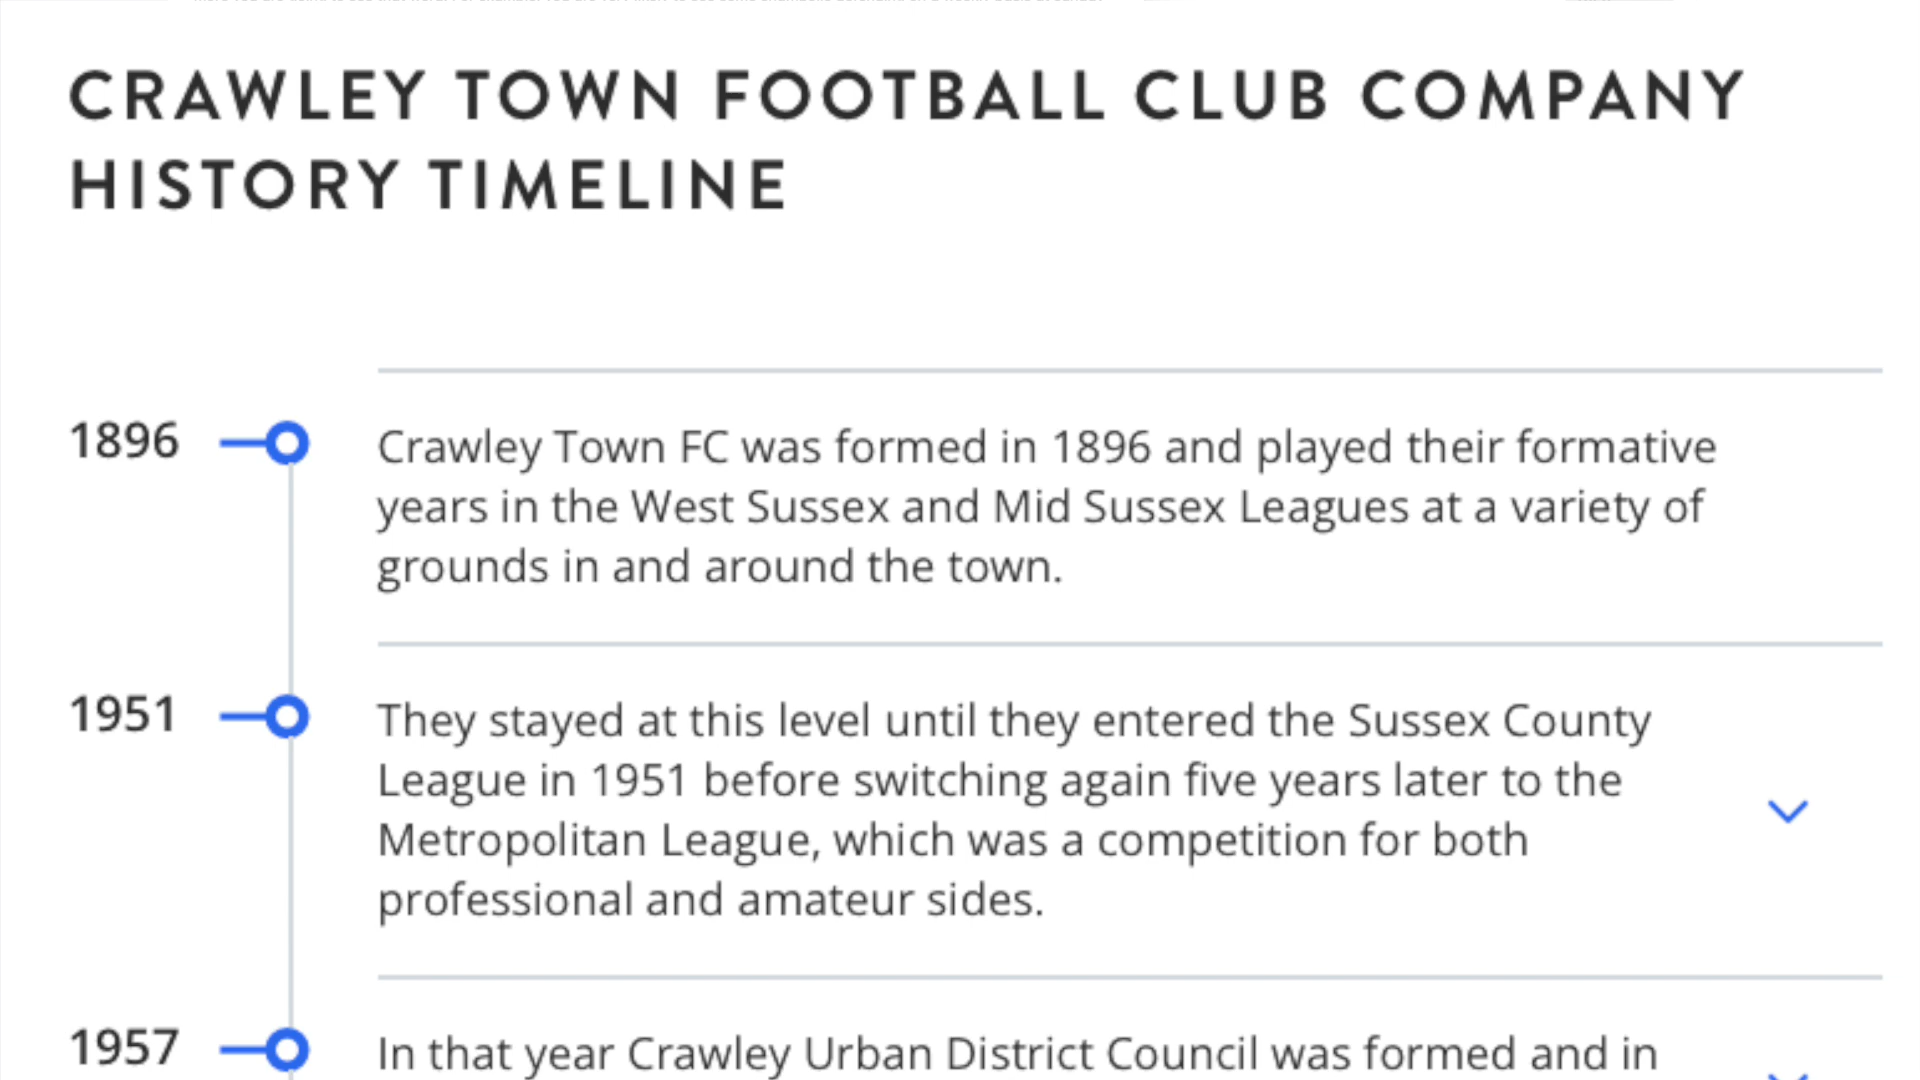 CRAWLEY TOWN FOOTBALL CLUB COMPANY
HISTORY TIMELINE
1896
Crawley Town FC was formed in 1896 and played their formative
years in the West Sussex and Mid Sussex Leagues at a variety of
grounds in and around the town.
1951
They stayed at this level until they entered the Sussex County
League in 1951 before switching again five years later to the
Metropolitan League, which was a competition for both
professional and amateur sides.
1957
In that year Crawley Urban District Council was formed and in